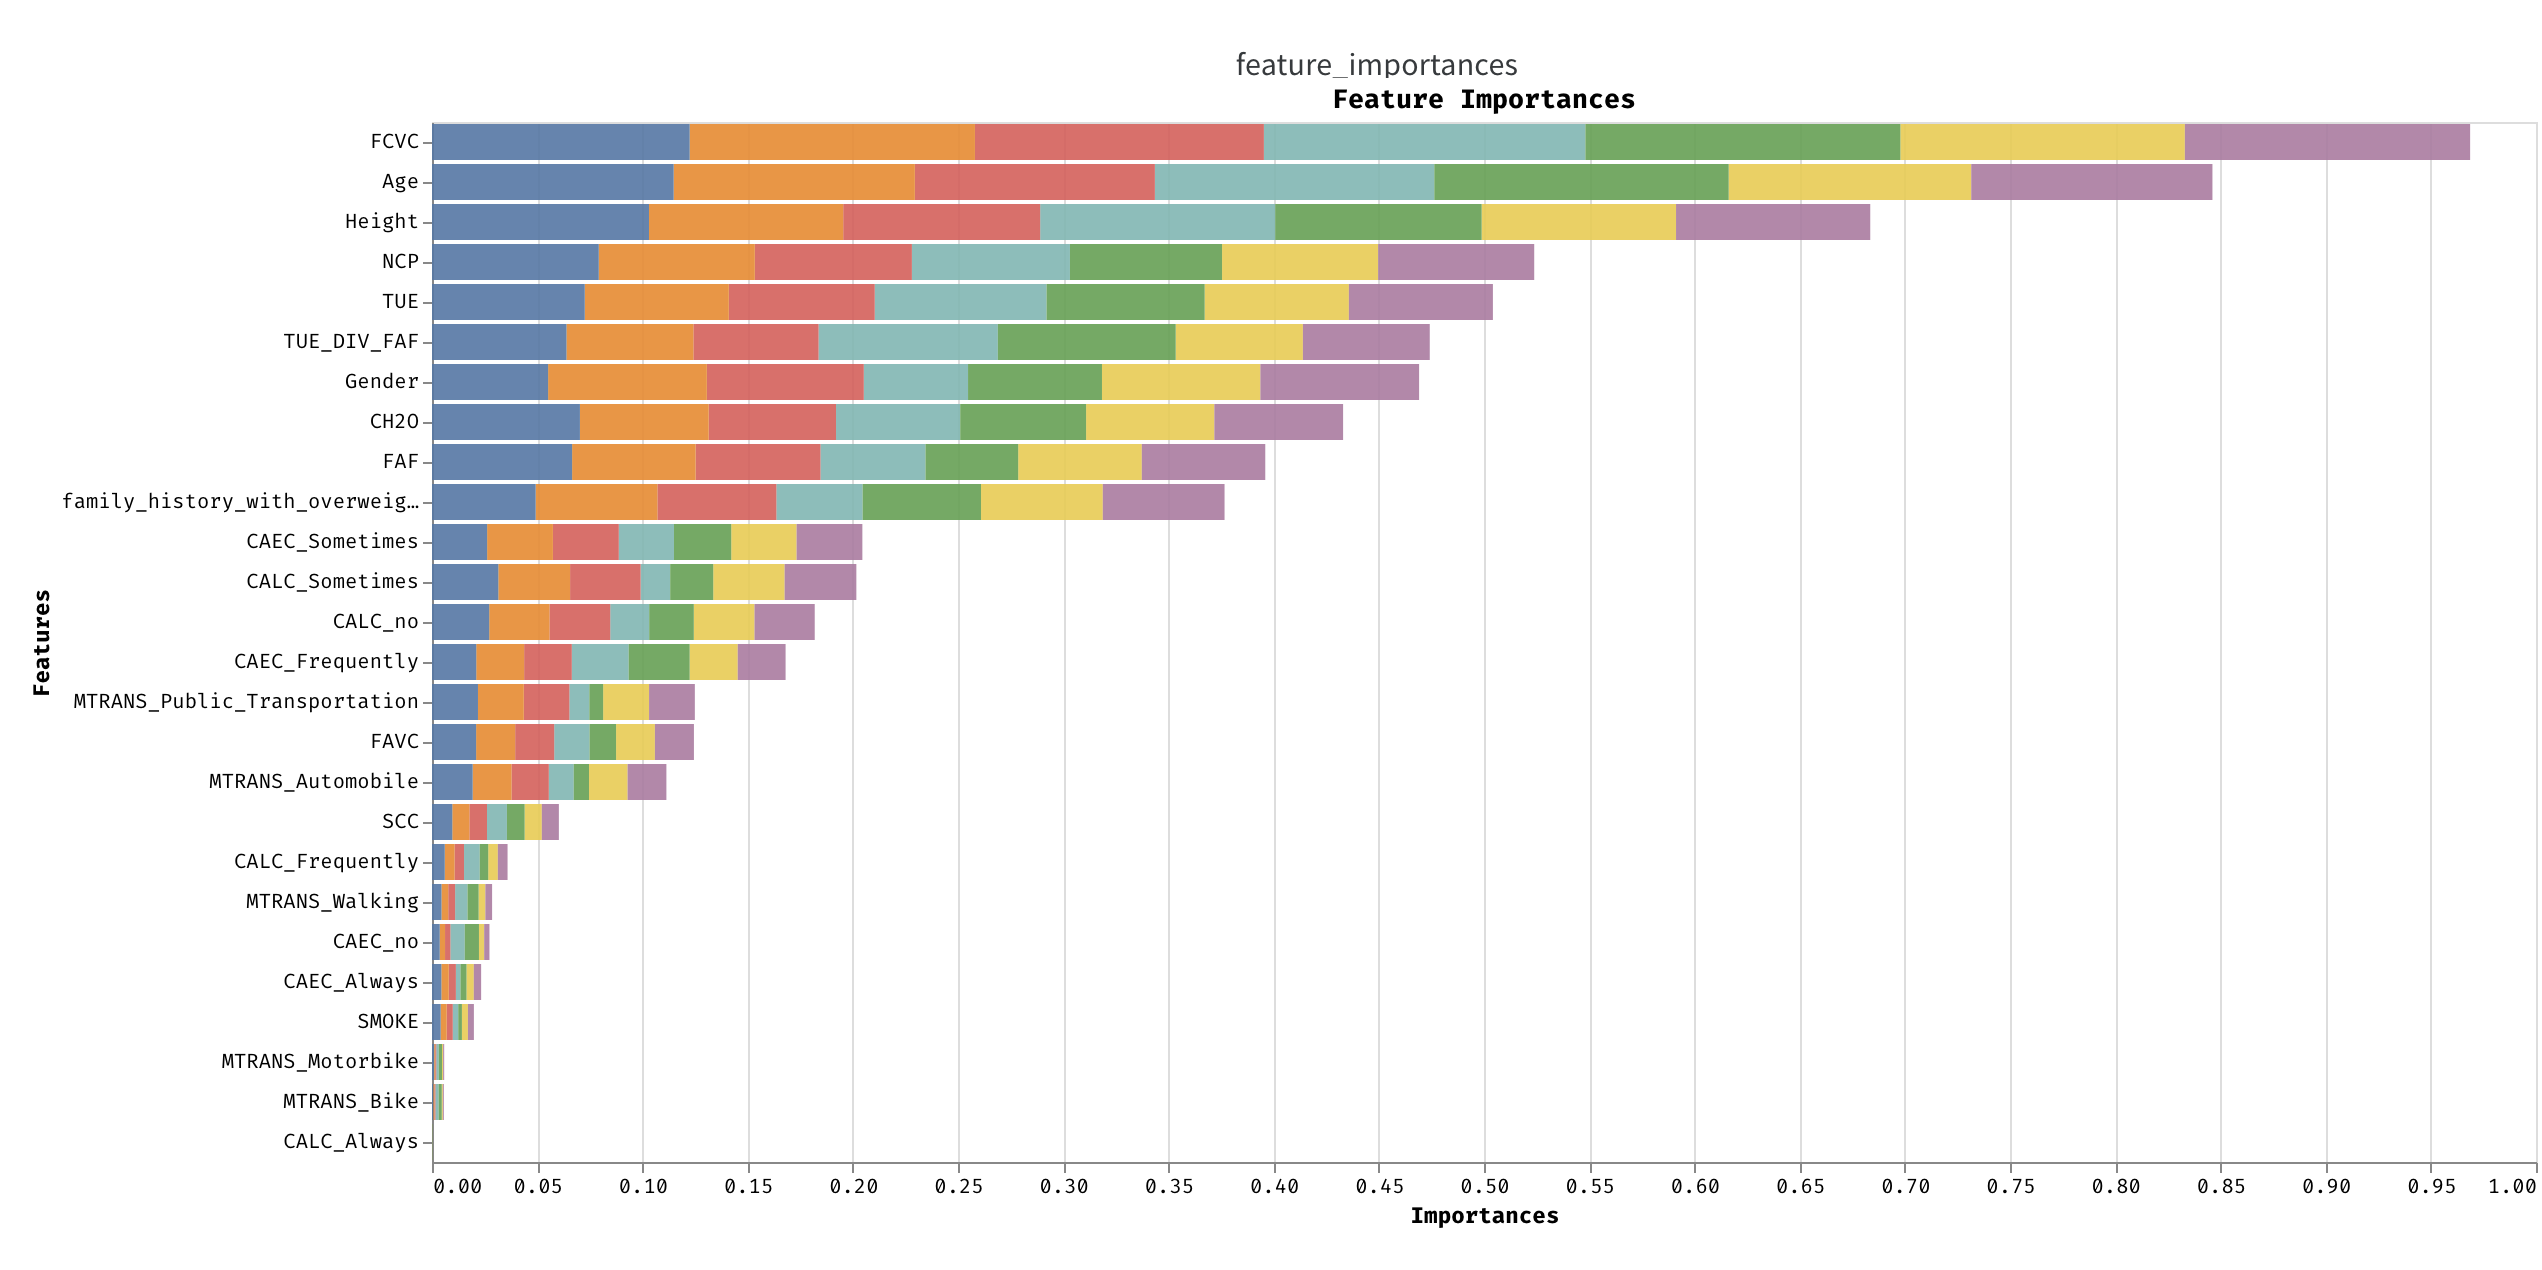 feature_importances
Feature Importances
FCVC
Age
Height
NCP
TUE
TUE_DIV_FAF
Gender
CH2O
FAF
family_history_with_overweig…
CAEC_Sometimes
CALC_Sometimes
CALC_no
CAEC_Frequently
MTRANS_Public_Transportation
FAVC
MTRANS_Automobile
SCC
CALC_Frequently
MTRANS_Walking
CAEC_no
CAEC_Always
SMOKE
MTRANS_Motorbike
MTRANS_Bike
CALC_Always
Features
0.00 0.05 0.10 0.15 0.20 0.25 0.30 0.35 0.40 0.45 0.50 0.55 0.60 0.65 0.70 0.75 0.80 0.85 0.90 0.95 1.00
Importances